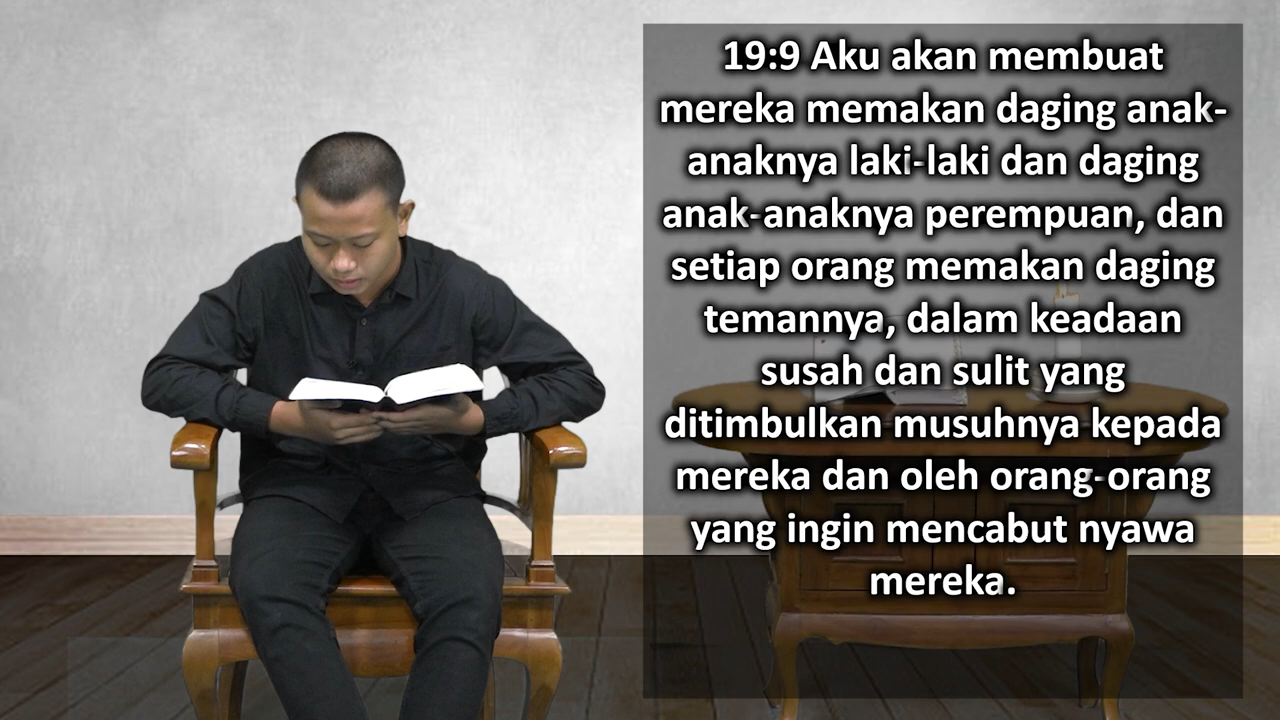 19:9 Aku akan membuat
mereka memakan daging anak-
anaknya laki-laki dan daging
anak-anaknya perempuan, dan
setiap orang memakan daging
temannya, dalam keadaan
susah dan sulit yang
ditimbulkan musuhnya kepada
mereka dan oleh orang-orang
yang ingin mencabut nyawa
mereka.